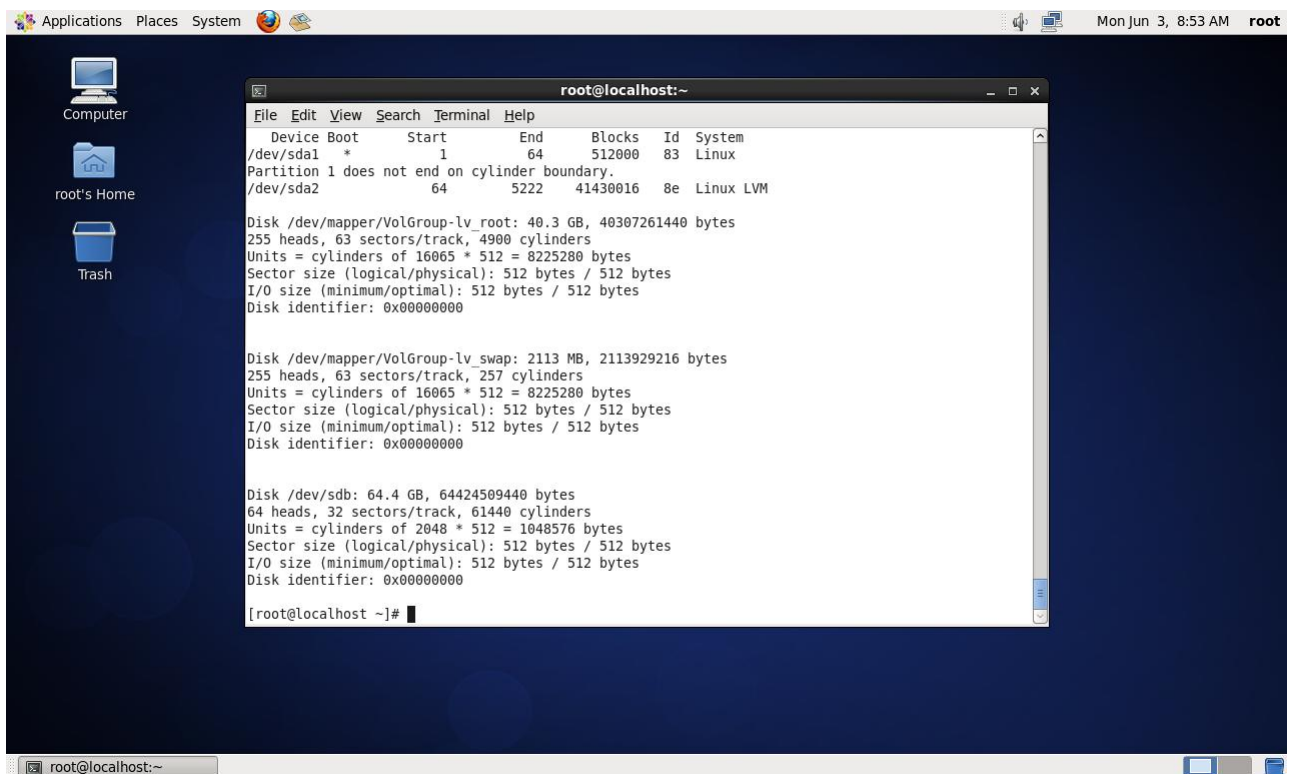 Applications Places System Mon Jun 3, 8:53 AM root
Computer
root's Home
Trash
root@localhost:~
File Edit View Search Terminal Help
Device Boot Start End Blocks Id System
/dev/sda1 * 1 64 512000 83 Linux
Partition 1 does not end on cylinder boundary.
/dev/sda2 64 5222 41430016 8e Linux LVM
Disk /dev/mapper/VolGroup-lv_root: 40.3 GB, 40307261440 bytes
255 heads, 63 sectors/track, 4900 cylinders
Units = cylinders of 16065 * 512 = 8225280 bytes
Sector size (logical/physical): 512 bytes / 512 bytes
I/O size (minimum/optimal): 512 bytes / 512 bytes
Disk identifier: 0x00000000
Disk /dev/mapper/VolGroup-lv_swap: 2113 MB, 2113929216 bytes
255 heads, 63 sectors/track, 257 cylinders
Units = cylinders of 16065 * 512 = 8225280 bytes
Sector size (logical/physical): 512 bytes / 512 bytes
I/O size (minimum/optimal): 512 bytes / 512 bytes
Disk identifier: 0x00000000
Disk /dev/sdb: 64.4 GB, 64424509440 bytes
64 heads, 32 sectors/track, 61440 cylinders
Units = cylinders of 2048 * 512 = 1048576 bytes
Sector size (logical/physical): 512 bytes / 512 bytes
I/O size (minimum/optimal): 512 bytes / 512 bytes
Disk identifier: 0x00000000
[root@localhost ~]#
root@localhost:~